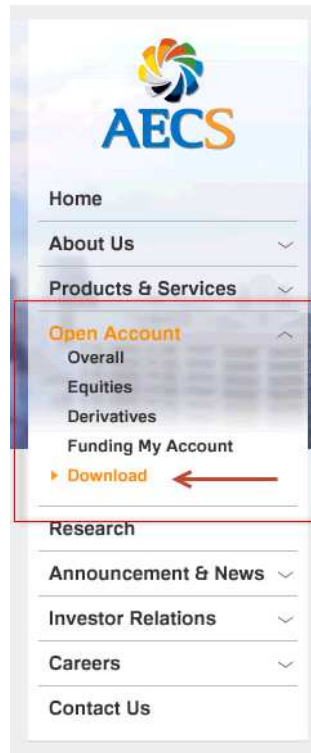 AECS
Home
About Us
Products & Services
Open Account
Overall
Equities
Derivatives
Funding My Account
Download
Research
Announcement & News
Investor Relations
Careers
Contact Us